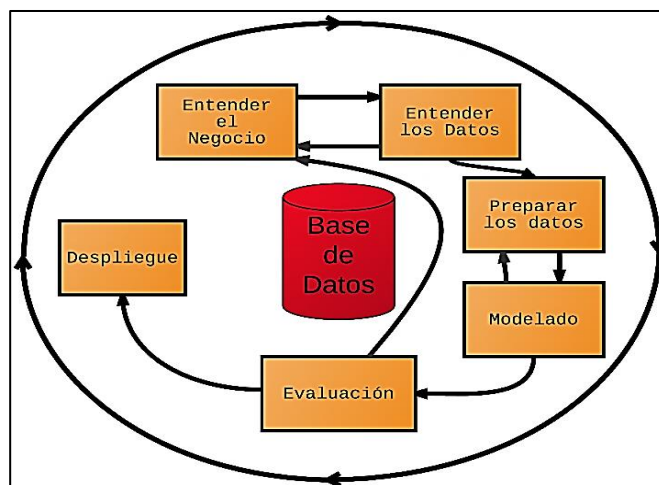 Entender
el
Negocio
Entender
los Datos
Preparar
los datos
Base
de
Datos
Despliegue
Modelado
Evaluación